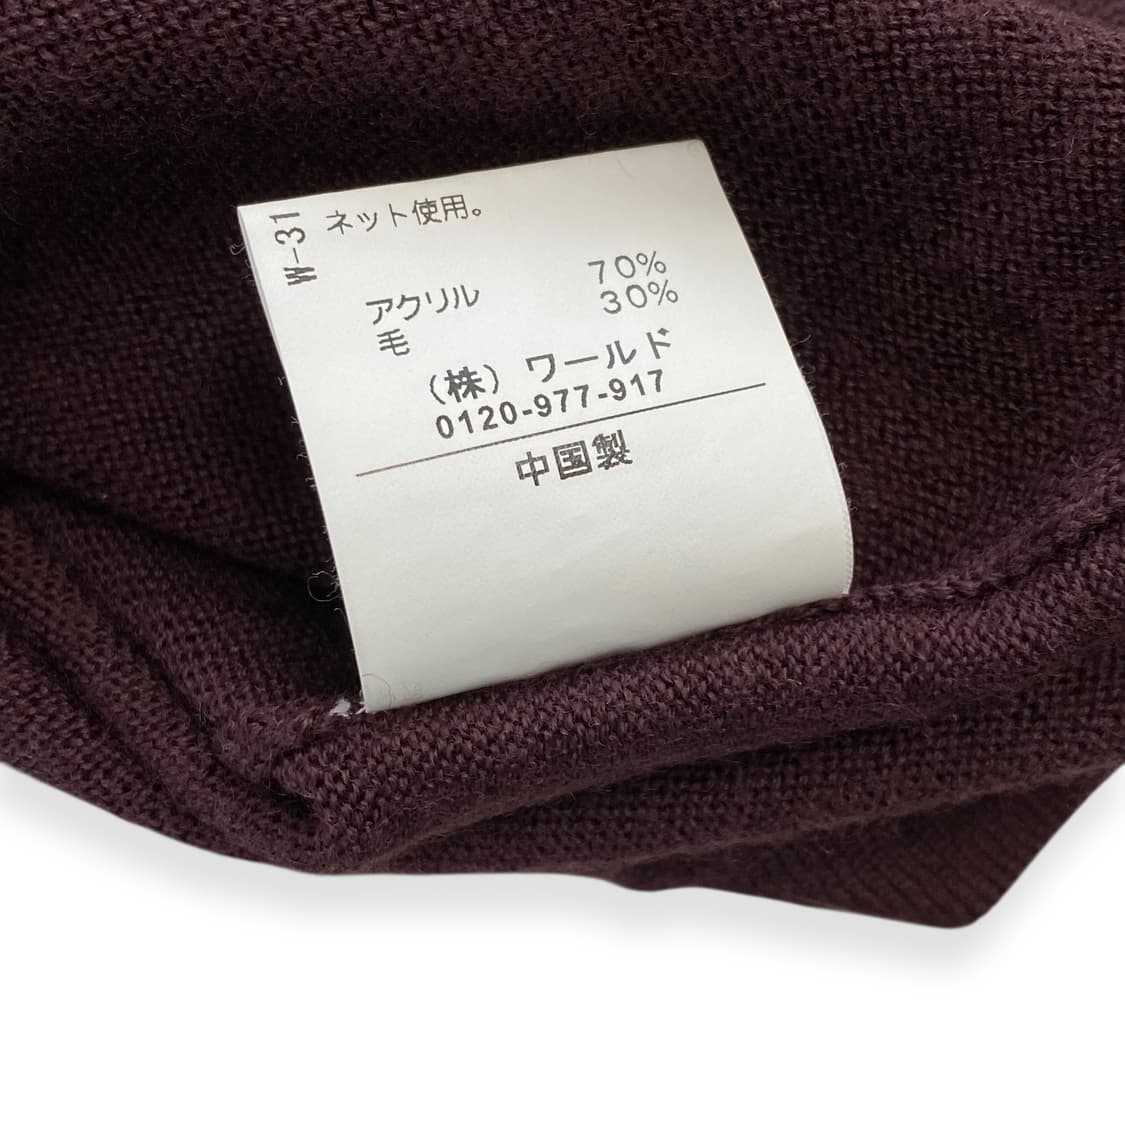 W-31
ネット使用。
アクリル 70%
毛 30%
(株) ワールド
0120-977-917
中国製